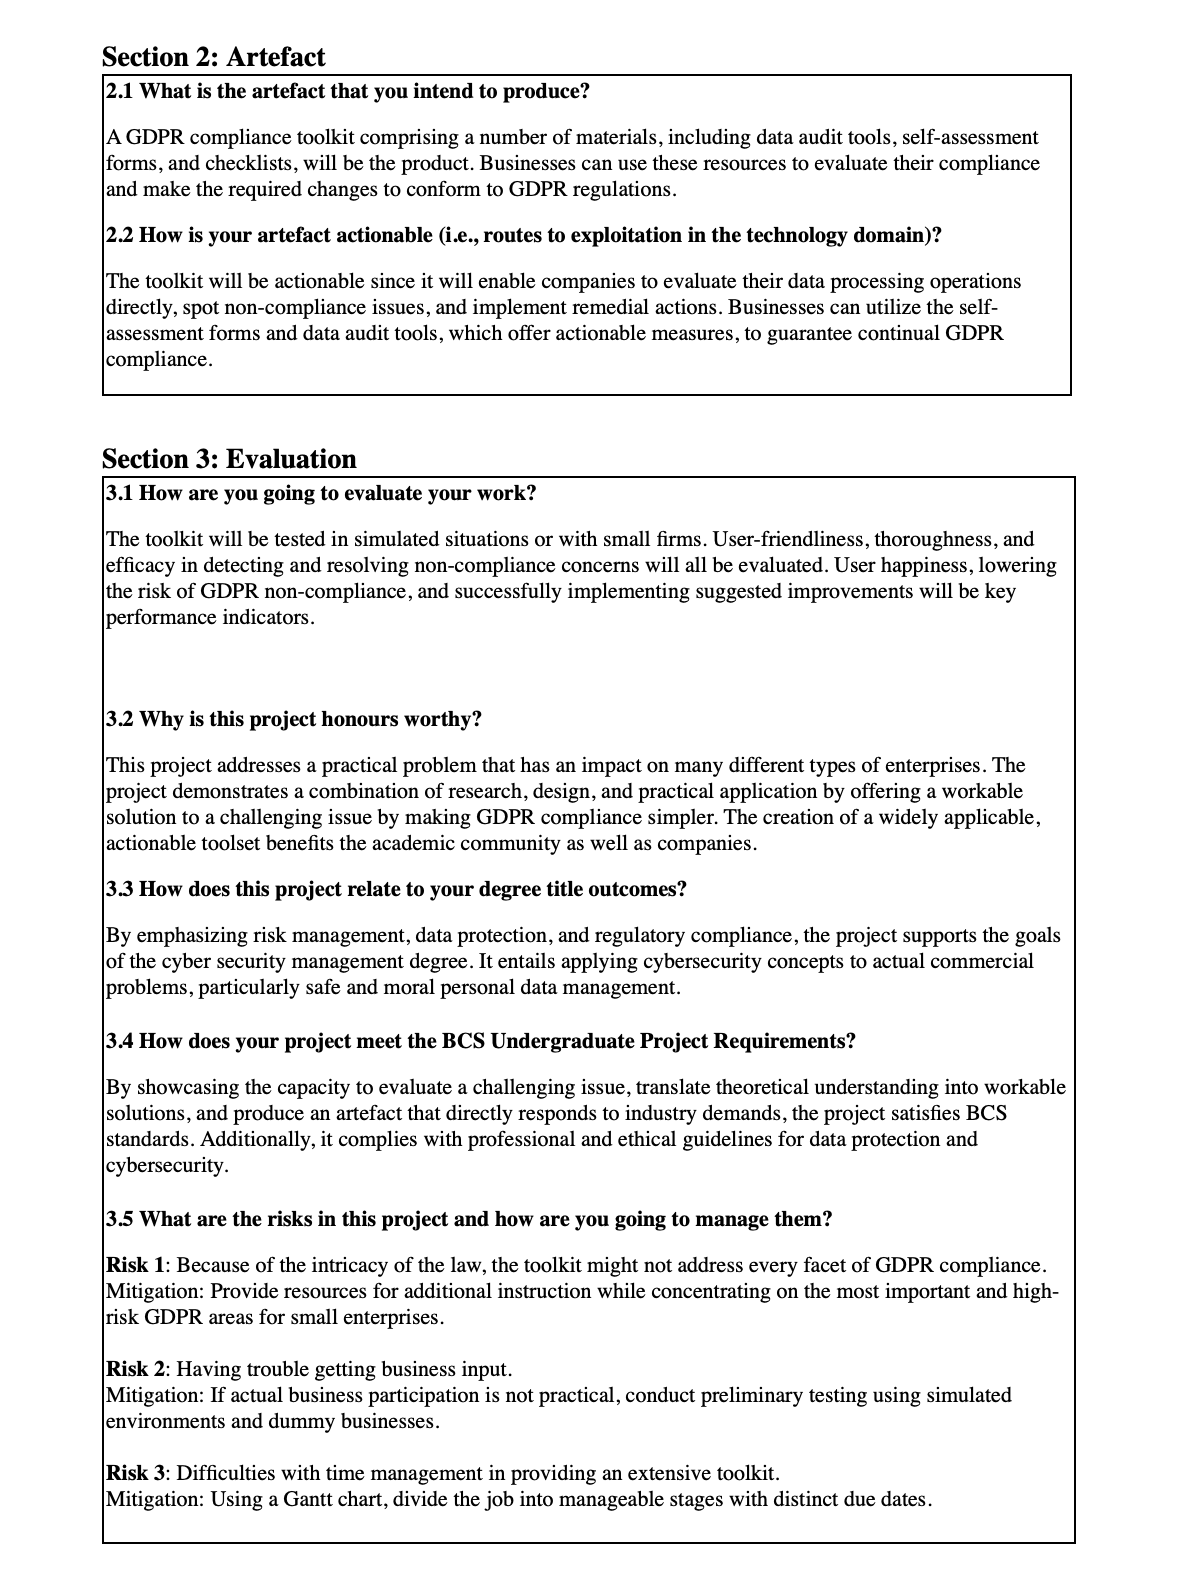 Section 2: Artefact
2.1 What is the artefact that you intend to produce?
A GDPR compliance toolkit comprising a number of materials, including data audit tools, self-assessment
forms, and checklists, will be the product. Businesses can use these resources to evaluate their compliance
and make the required changes to conform to GDPR regulations.
2.2 How is your artefact actionable (i.e., routes to exploitation in the technology domain)?
The toolkit will be actionable since it will enable companies to evaluate their data processing operations
directly, spot non-compliance issues, and implement remedial actions. Businesses can utilize the self-
assessment forms and data audit tools, which offer actionable measures, to guarantee continual GDPR
compliance.
Section 3: Evaluation
3.1 How are you going to evaluate your work?
The toolkit will be tested in simulated situations or with small firms. User-friendliness, thoroughness, and
efficacy in detecting and resolving non-compliance concerns will all be evaluated. User happiness, lowering
the risk of GDPR non-compliance, and successfully implementing suggested improvements will be key
performance indicators.
3.2 Why is this project honours worthy?
This project addresses a practical problem that has an impact on many different types of enterprises. The
project demonstrates a combination of research, design, and practical application by offering a workable
solution to a challenging issue by making GDPR compliance simpler. The creation of a widely applicable,
actionable toolset benefits the academic community as well as companies.
3.3 How does this project relate to your degree title outcomes?
By emphasizing risk management, data protection, and regulatory compliance, the project supports the goals
of the cyber security management degree. It entails applying cybersecurity concepts to actual commercial
problems, particularly safe and moral personal data management.
3.4 How does your project meet the BCS Undergraduate Project Requirements?
By showcasing the capacity to evaluate a challenging issue, translate theoretical understanding into workable
solutions, and produce an artefact that directly responds to industry demands, the project satisfies BCS
standards. Additionally, it complies with professional and ethical guidelines for data protection and
cybersecurity.
3.5 What are the risks in this project and how are you going to manage them?
Risk 1: Because of the intricacy of the law, the toolkit might not address every facet of GDPR compliance.
Mitigation: Provide resources for additional instruction while concentrating on the most important and high-
risk GDPR areas for small enterprises.
Risk 2: Having trouble getting business input.
Mitigation: If actual business participation is not practical, conduct preliminary testing using simulated
environments and dummy businesses.
Risk 3: Difficulties with time management in providing an extensive toolkit.
Mitigation: Using a Gantt chart, divide the job into manageable stages with distinct due dates.